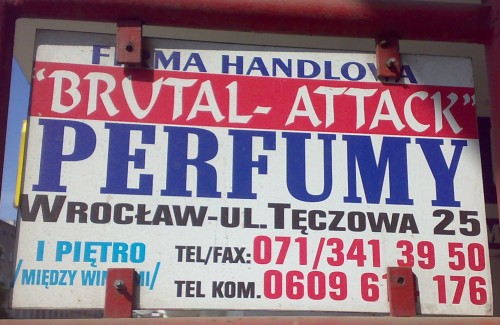 HANDLOWA
"BRUTAL-ATTACK"
PERFUMY
WROCŁAW-UL.TĘCZOWA 25
I PIĘTRO
/MIĘDZY /
TEL/FAX: 071/341 39 50
TEL KOM. 0609 176